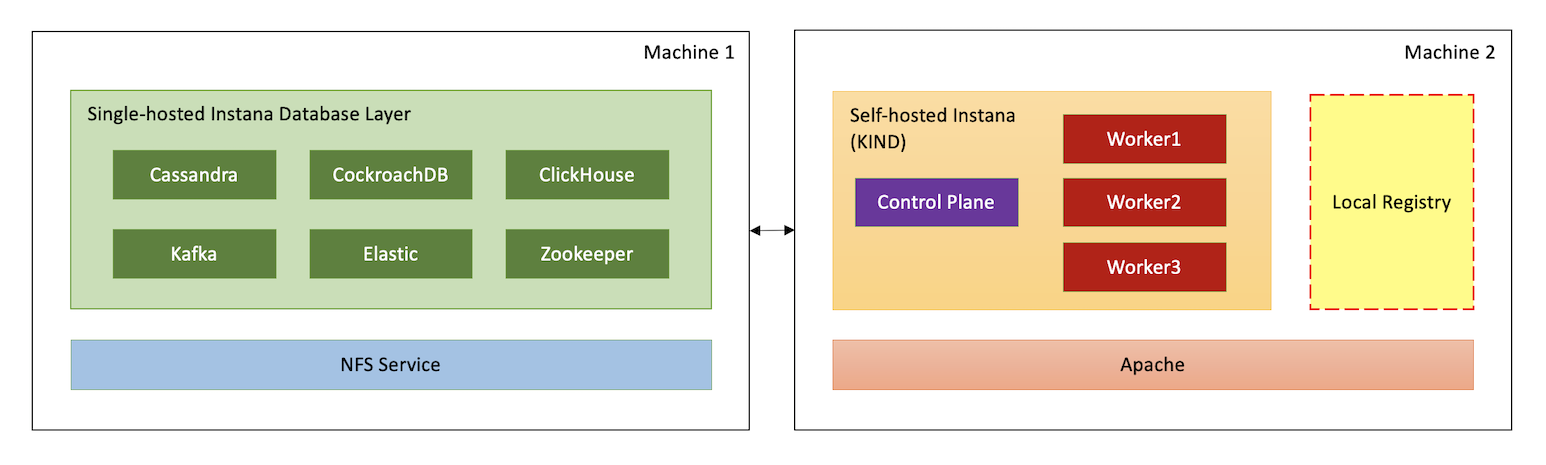 Machine 1
Single-hosted Instana Database Layer
Cassandra
CockroachDB
ClickHouse
Kafka
Elastic
Zookeeper
NFS Service
Machine 2
Self-hosted Instana
(KIND)
Control Plane
Worker1
Worker2
Worker3
Local Registry
Apache